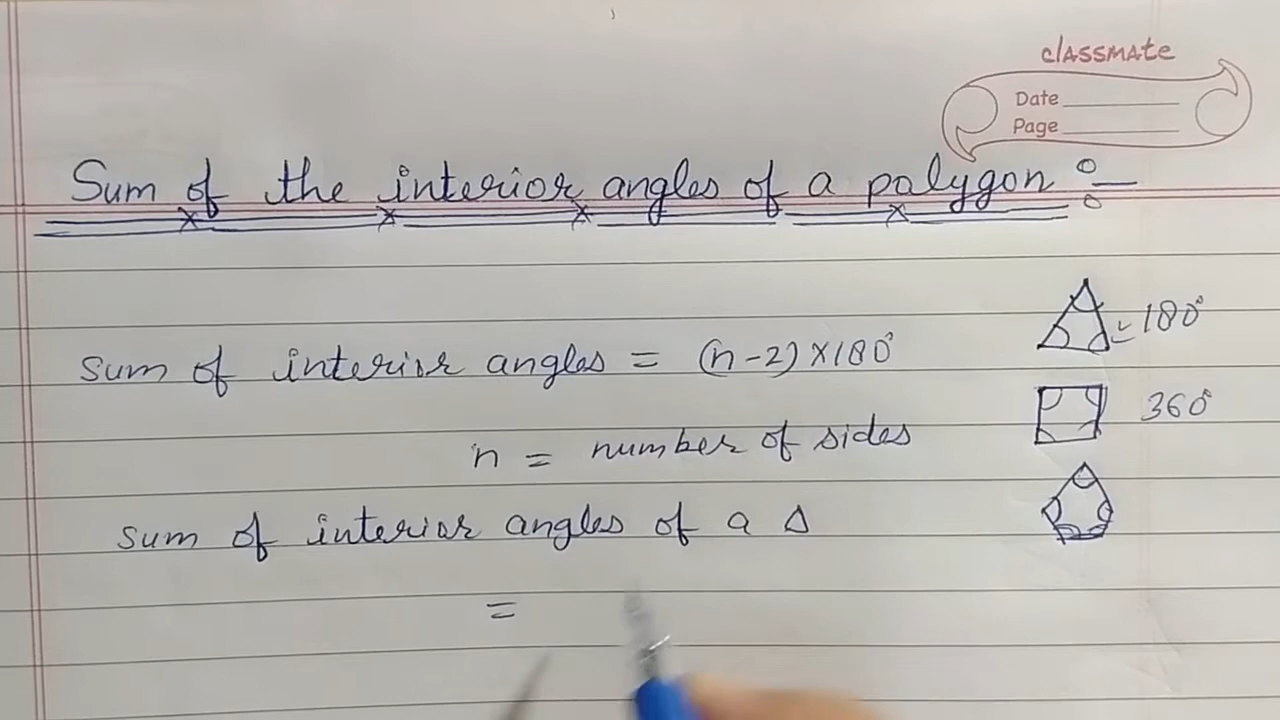 classmate
Date
Page
Sum of the interior angles of a polygon :-
Sum of interior angles = (n-2)×180°
n = number of sides
sum of interior angles of a Δ
=
180°
360°